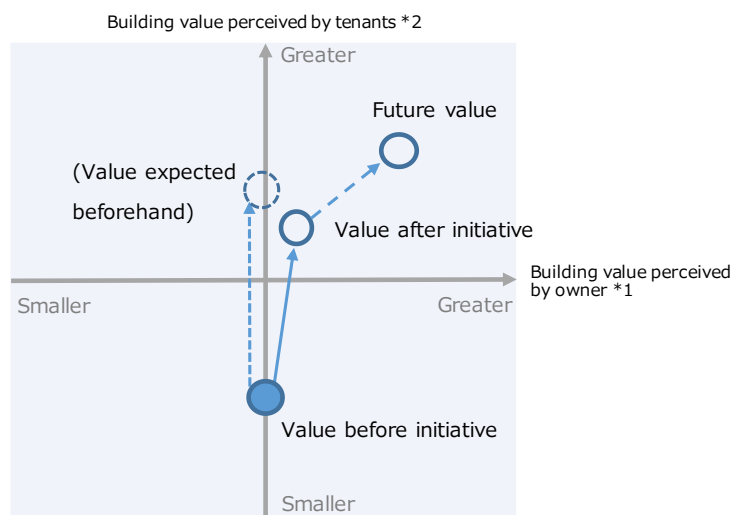 Building value perceived by tenants *2
Greater
Future value
(Value expected
beforehand)
Value after initiative
Building value perceived
by owner *1
Smaller
Greater
Value before initiative
Smaller